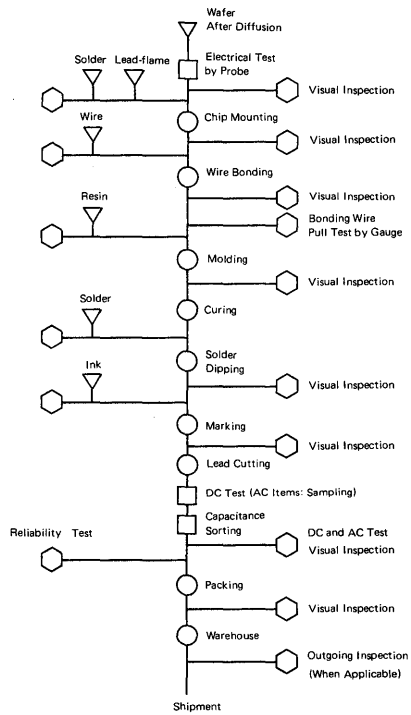 Wafer
After Diffusion
Solder Lead-flame
Electrical Test
by Probe
Visual Inspection
Chip Mounting
Wire
Visual Inspection
Wire Bonding
Visual Inspection
Resin
Bonding Wire
Pull Test by Gauge
Molding
Visual Inspection
Curing
Solder
Solder
Dipping
Ink
Visual Inspection
Marking
Visual Inspection
Lead Cutting
DC Test (AC Items: Sampling)
Capacitance
Sorting
Reliability Test
DC and AC Test
Visual Inspection
Packing
Visual Inspection
Warehouse
Outgoing Inspection
(When Applicable)
Shipment